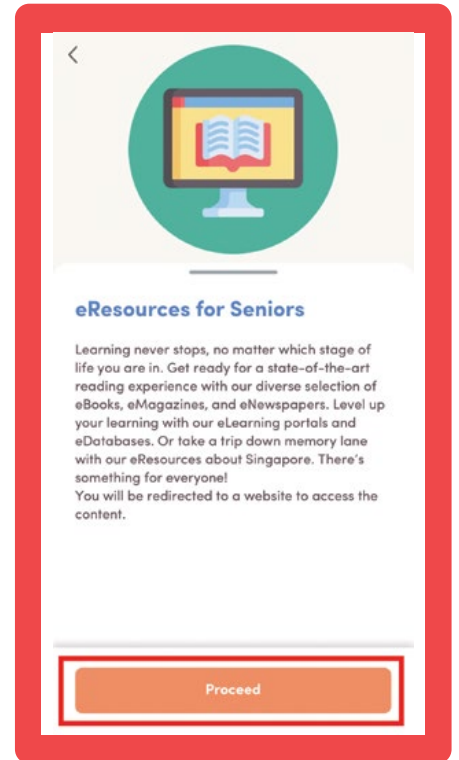 eResources for Seniors
Learning never stops, no matter which stage of
life you are in. Get ready for a state-of-the-art
reading experience with our diverse selection of
eBooks, eMagazines, and eNewspapers. Level up
your learning with our eLearning portals and
eDatabases. Or take a trip down memory lane
with our eResources about Singapore. There's
something for everyone!
You will be redirected to a website to access the
content.
Proceed